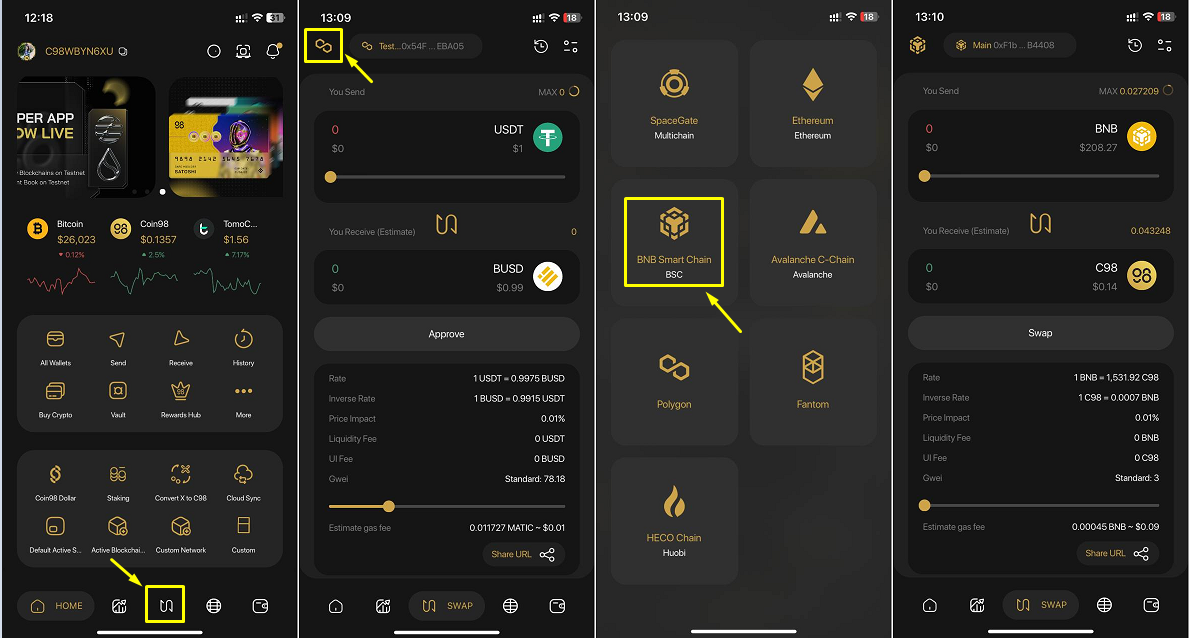 12:18
31
C98WBYN6XU
PER APP
OW LIVE
Blockchains on Testnet
nt Book on Testnet
98
9898 2142 5645 7678
SATOSHI
Bitcoin
$26,023
0.12%
Coin98
$0.1357
2.5%
TomoC...
$1.56
7.17%
All Wallets
Send
Receive
History
Buy Crypto
Vault
Rewards Hub
More
Coin98 Dollar
Staking
Convert X to C98
Cloud Sync
Default Active S...
Active Blockchai...
Custom Network
Custom
HOME
13:09
18
Test...0x54F ... EBA05
You Send
MAX 0
0
USDT
$0
$1
You Receive (Estimate)
0
0
BUSD
$0
$0.99
Approve
Rate
1 USDT = 0.9975 BUSD
Inverse Rate
1 BUSD = 0.9915 USDT
Price Impact
0.01%
Liquidity Fee
0 USDT
UI Fee
0 BUSD
Gwei
Standard: 78.18
Estimate gas fee
0.011727 MATIC ~ $0.01
Share URL
SWAP
13:09
18
SpaceGate
Multichain
Ethereum
Ethereum
BNB Smart Chain
BSC
Avalanche C-Chain
Avalanche
Polygon
Fantom
HECO Chain
Huobi
13:10
18
Main 0xF1b ... B4408
You Send
MAX 0.027209
0
BNB
$0
$208.27
You Receive (Estimate)
0.043248
0
C98
$0
$0.14
98
Swap
Rate
1 BNB = 1,531.92 C98
Inverse Rate
1 C98 = 0.0007 BNB
Price Impact
0.01%
Liquidity Fee
0 BNB
UI Fee
0 C98
Gwei
Standard: 3
Estimate gas fee
0.00045 BNB ~ $0.09
Share URL
SWAP